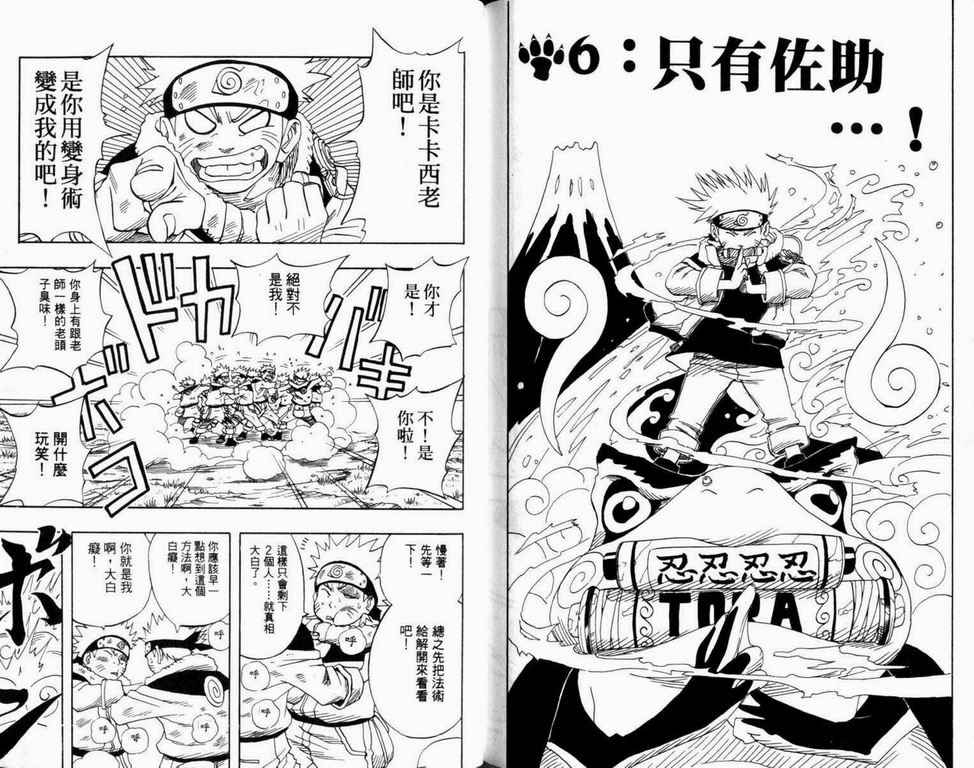 6：只有佐助
…！
忍忍忍忍
TORA
你是卡卡西老
師吧！
是你用變身術
變成我的吧！
你才
是！
絕對不
是我！
你身上有跟老
師一樣的老頭
子臭味！
不！是
你啦！
開什麼
玩笑！
ドカ
バキ
ドボ
ゴ
慢著！
先等一
下！
總之先把法術
給解開來看看
吧！
這樣只會剩下
2個人……就真相
大白了。
呼
呼
你應該早一
點想到這個
方法啊，大
白癡！
呼
呼
呼
你就是我
啊，大白
癡！